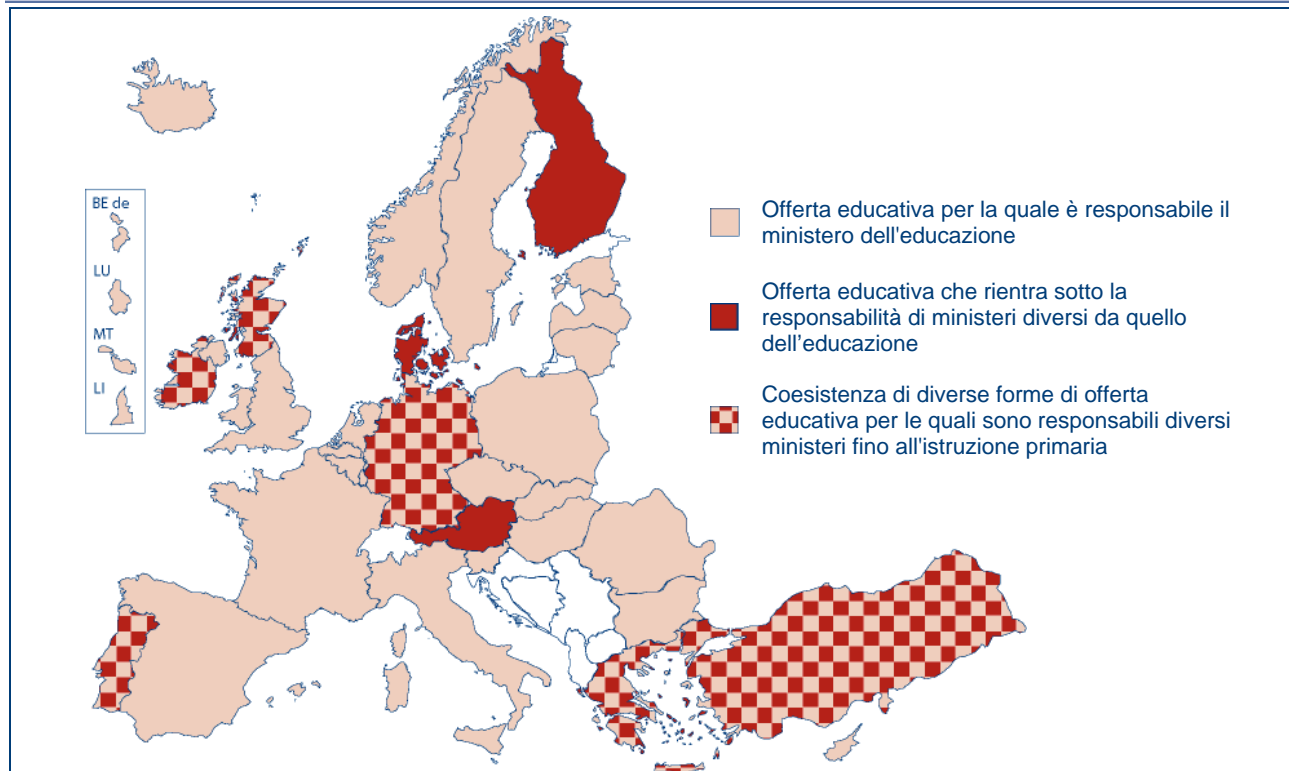 BE de
LU
MT
LI
Offerta educativa per la quale è responsabile il
ministero dell'educazione
Offerta educativa che rientra sotto la
responsabilità di ministeri diversi da quello
dell’educazione
Coesistenza di diverse forme di offerta
educativa per le quali sono responsabili diversi
ministeri fino all'istruzione primaria